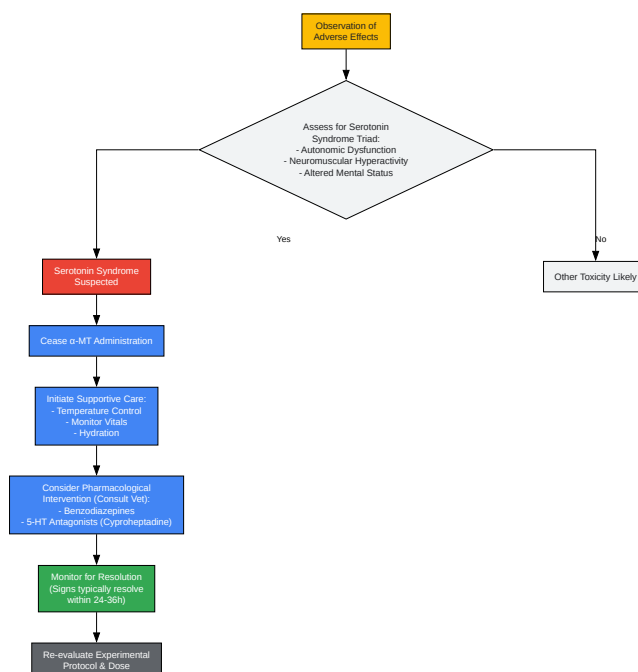 Observation of
Adverse Effects
Assess for Serotonin
Syndrome Triad:
- Autonomic Dysfunction
- Neuromuscular Hyperactivity
- Altered Mental Status
Yes
No
Serotonin Syndrome
Suspected
Other Toxicity Likely
Cease α-MT Administration
Initiate Supportive Care:
- Temperature Control
- Monitor Vitals
- Hydration
Consider Pharmacological
Intervention (Consult Vet):
- Benzodiazepines
- 5-HT Antagonists (Cyproheptadine)
Monitor for Resolution
(Signs typically resolve
within 24-36h)
Re-evaluate Experimental
Protocol & Dose